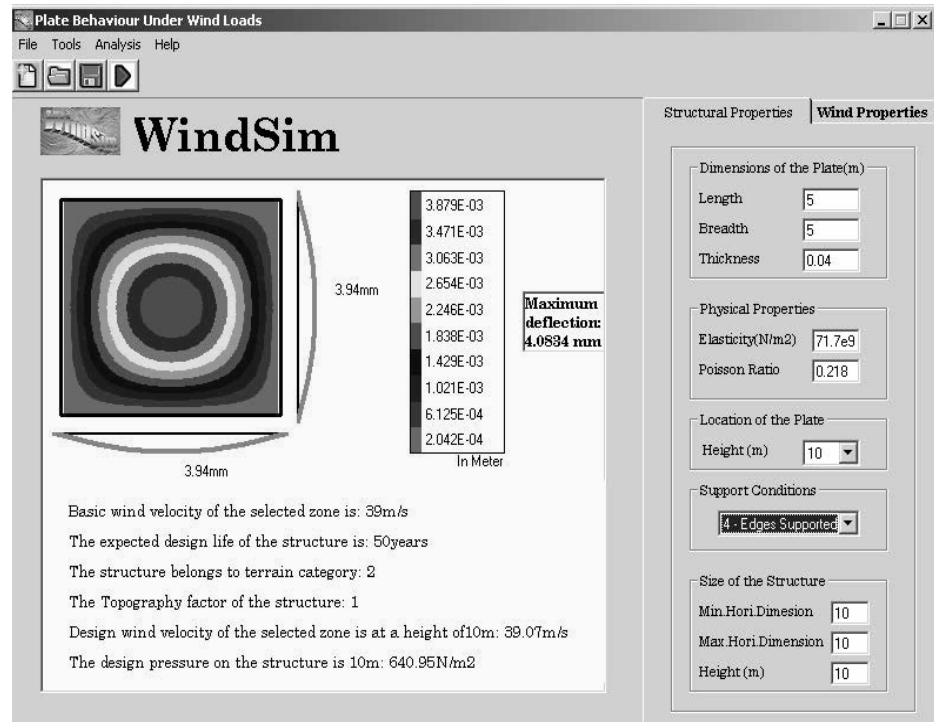 Plate Behaviour Under Wind Loads
File Tools Analysis Help
WindSim
Structural Properties
Wind Properties
3.879E-03
3.471E-03
3.063E-03
2.654E-03
2.246E-03
1.838E-03
1.429E-03
1.021E-03
6.125E-04
2.042E-04
In Meter
3.94mm
Maximum
deflection:
4.0834 mm
3.94mm
Basic wind velocity of the selected zone is: 39m/s
The expected design life of the structure is: 50years
The structure belongs to terrain category: 2
The Topography factor of the structure: 1
Design wind velocity of the selected zone is at a height of10m: 39.07m/s
The design pressure on the structure is 10m: 640.95N/m2
Dimensions of the Plate(m)
Length 5
Breadth 5
Thickness 0.04
Physical Properties
Elasticity(N/m2) 71.7e9
Poisson Ratio 0.218
Location of the Plate
Height (m) 10
Support Conditions
4 - Edges Supported
Size of the Structure
Min.Hori.Dimesion 10
Max.Hori.Dimension 10
Height (m) 10